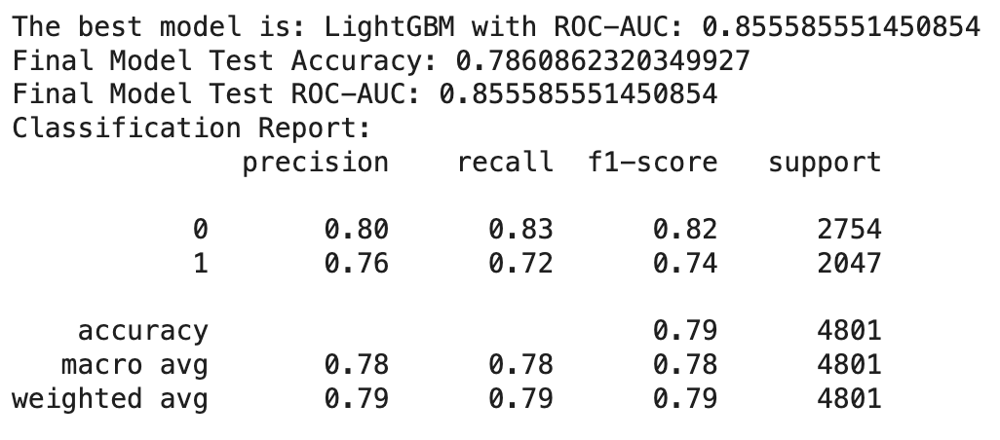 The best model is: LightGBM with ROC-AUC: 0.855585551450854
Final Model Test Accuracy: 0.7860862320349927
Final Model Test ROC-AUC: 0.855585551450854
Classification Report:
              precision    recall  f1-score   support

           0       0.80      0.83      0.82      2754
           1       0.76      0.72      0.74      2047

    accuracy                           0.79      4801
   macro avg       0.78      0.78      0.78      4801
weighted avg       0.79      0.79      0.79      4801